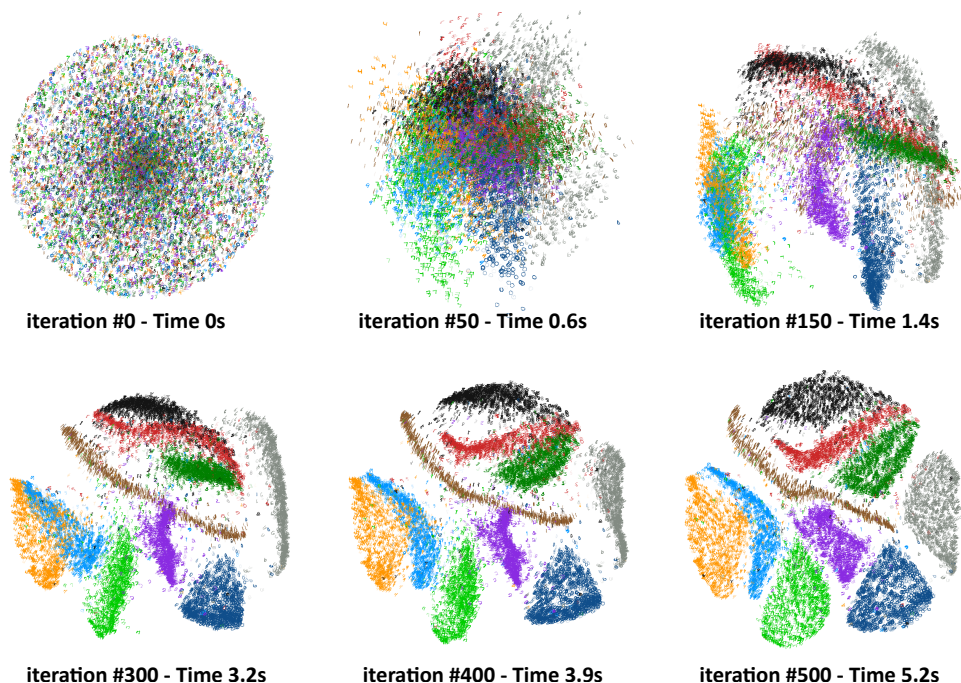 iteration #0 - Time 0s
iteration #50 - Time 0.6s
iteration #150 - Time 1.4s
iteration #300 - Time 3.2s
iteration #400 - Time 3.9s
iteration #500 - Time 5.2s